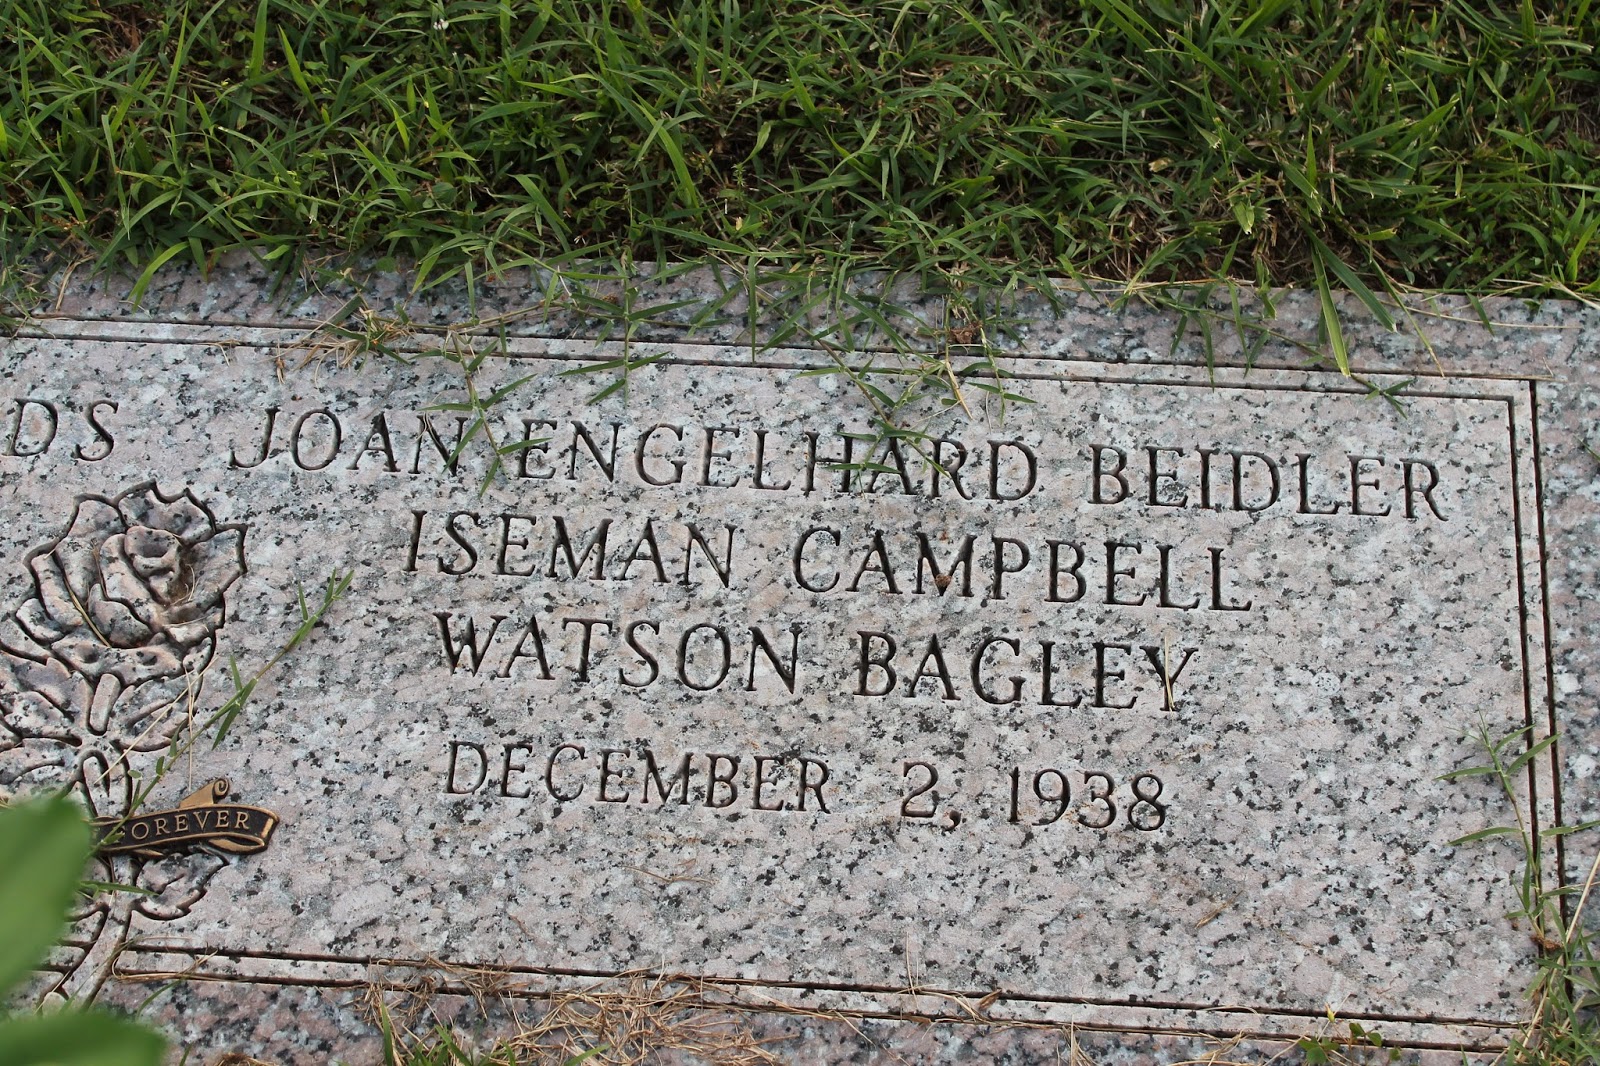 DS JOAN ENGELHARD BEIDLER
ISEMAN CAMPBELL
WATSON BAGLEY
DECEMBER 2, 1938
FOREVER